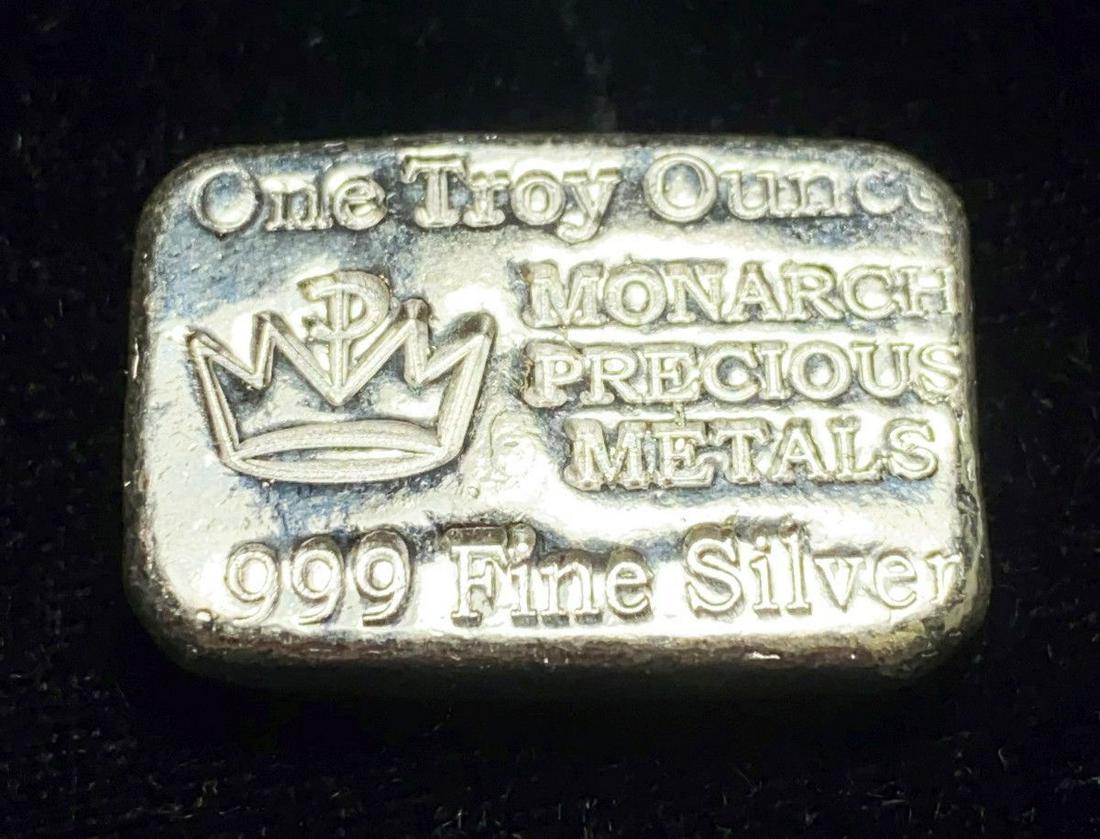 One Troy Ounce
MONARCH
PRECIOUS
METALS
.999 Fine Silver